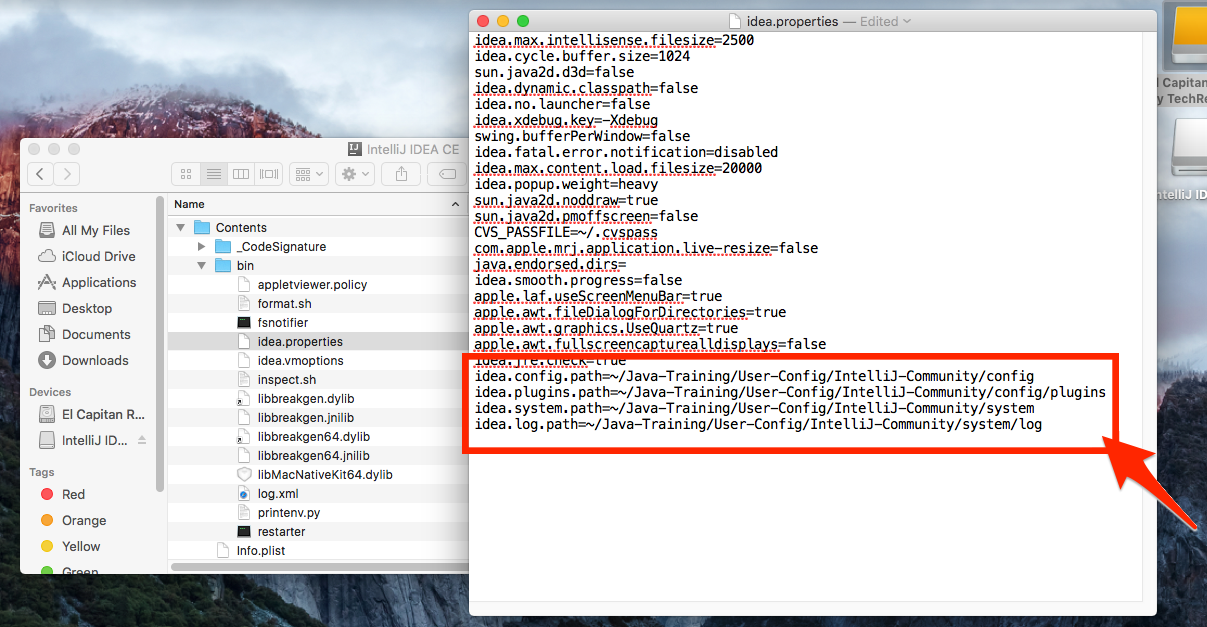 IntelliJ IDEA CE
Favorites
All My Files
iCloud Drive
Applications
Desktop
Documents
Downloads
Devices
El Capitan R...
IntelliJ ID...
Tags
Red
Orange
Yellow
Green
Name
Contents
_CodeSignature
bin
appletviewer.policy
format.sh
fsnotifier
idea.properties
idea.vmoptions
inspect.sh
libbreakgen.dylib
libbreakgen.jnilib
libbreakgen64.dylib
libbreakgen64.jnilib
libMacNativeKit64.dylib
log.xml
printenv.py
restarter
Info.plist
idea.properties — Edited
idea.max.intellisense.filesize=2500
idea.cycle.buffer.size=1024
sun.java2d.d3d=false
idea.dynamic.classpath=false
idea.no.launcher=false
idea.xdebug.key=-Xdebug
swing.bufferPerWindow=false
idea.fatal.error.notification=disabled
idea.max.content.load.filesize=20000
idea.popup.weight=heavy
sun.java2d.noddraw=true
sun.java2d.pmoffscreen=false
CVS_PASSFILE=~/.cvspass
com.apple.mrj.application.live-resize=false
java.endorsed.dirs=
idea.smooth.progress=false
apple.laf.useScreenMenuBar=true
apple.awt.fileDialogForDirectories=true
apple.awt.graphics.UseQuartz=true
apple.awt.fullscreencapturealldisplays=false
idea.jre.check=true
idea.config.path=~/Java-Training/User-Config/IntelliJ-Community/config
idea.plugins.path=~/Java-Training/User-Config/IntelliJ-Community/config/plugins
idea.system.path=~/Java-Training/User-Config/IntelliJ-Community/system
idea.log.path=~/Java-Training/User-Config/IntelliJ-Community/system/log
l Capitan
y TechRe
ntelliJ ID